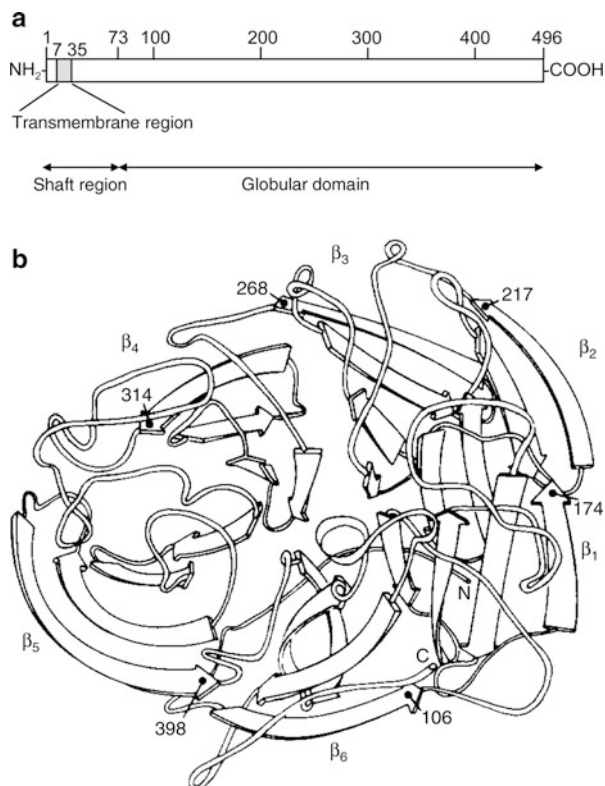 a
1 7 35 73 100 200 300 400 496
NH₂ COOH
Transmembrane region
Shaft region Globular domain
b
β₃
268 217
β₂
β₄
314
174
β₁
N
β₅
C
398 106
β₆